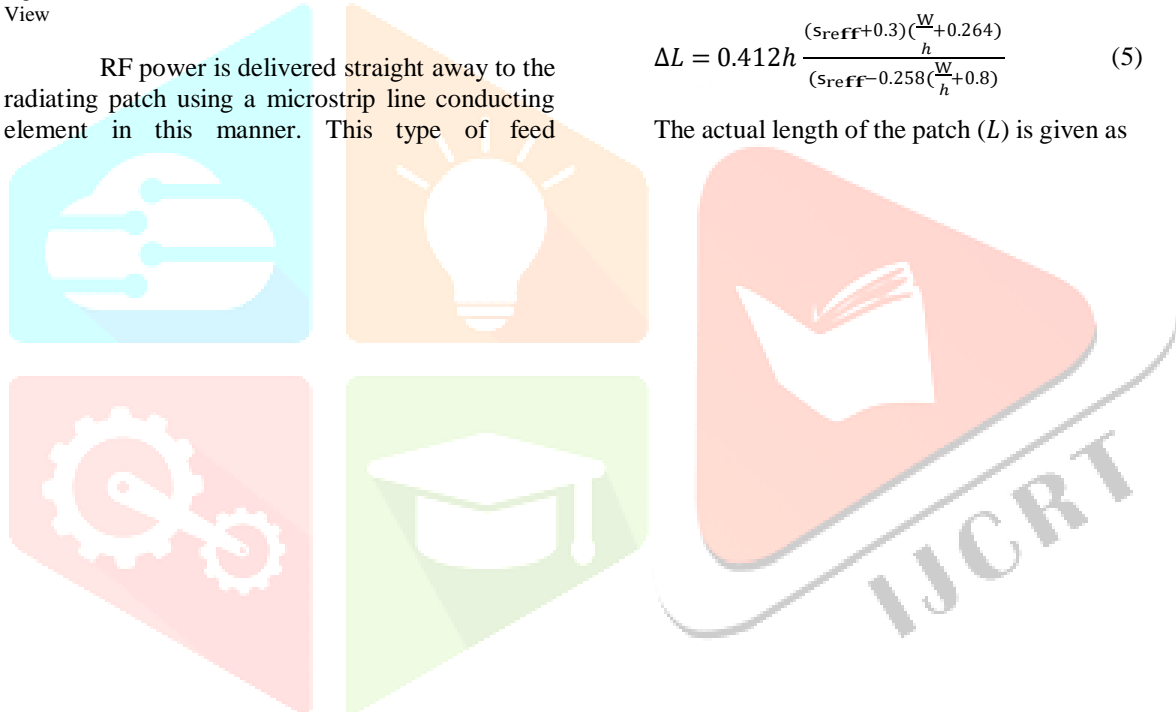 View
RF power is delivered straight away to the
radiating patch using a microstrip line conducting
element in this manner. This type of feed
ΔL = 0.412h (sreff+0.3)(W/h+0.264) / (sreff−0.258(W/h+0.8) (5)
The actual length of the patch (L) is given as
IJCRT